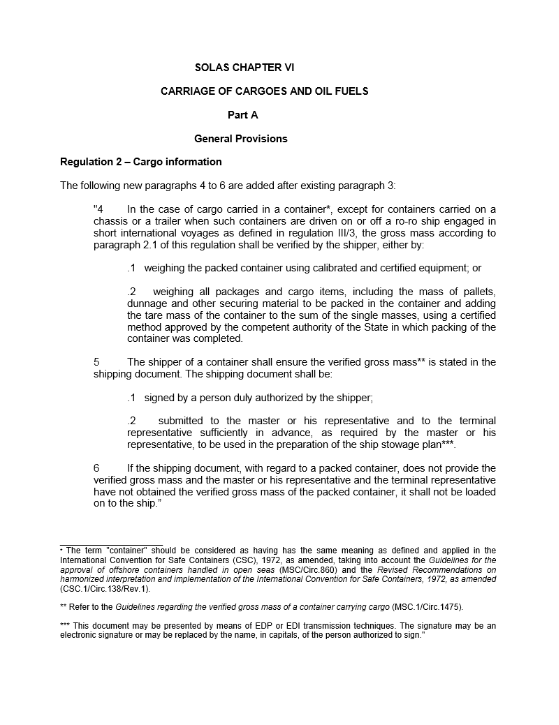 SOLAS CHAPTER VI
CARRIAGE OF CARGOES AND OIL FUELS
Part A
General Provisions
Regulation 2 – Cargo information
The following new paragraphs 4 to 6 are added after existing paragraph 3:
"4 In the case of cargo carried in a container*, except for containers carried on a
chassis or a trailer when such containers are driven on or off a ro-ro ship engaged in
short international voyages as defined in regulation III/3, the gross mass according to
paragraph 2.1 of this regulation shall be verified by the shipper, either by:
.1 weighing the packed container using calibrated and certified equipment; or
.2 weighing all packages and cargo items, including the mass of pallets,
dunnage and other securing material to be packed in the container and adding
the tare mass of the container to the sum of the single masses, using a certified
method approved by the competent authority of the State in which packing of the
container was completed.
5 The shipper of a container shall ensure the verified gross mass** is stated in the
shipping document. The shipping document shall be:
.1 signed by a person duly authorized by the shipper;
.2 submitted to the master or his representative and to the terminal
representative sufficiently in advance, as required by the master or his
representative, to be used in the preparation of the ship stowage plan***.
6 If the shipping document, with regard to a packed container, does not provide the
verified gross mass and the master or his representative and the terminal representative
have not obtained the verified gross mass of the packed container, it shall not be loaded
on to the ship."
* The term "container" should be considered as having has the same meaning as defined and applied in the
International Convention for Safe Containers (CSC), 1972, as amended, taking into account the Guidelines for the
approval of offshore containers handled in open seas (MSC/Circ.860) and the Revised Recommendations on
harmonized interpretation and implementation of the International Convention for Safe Containers, 1972, as amended
(CSC.1/Circ.138/Rev.1).
** Refer to the Guidelines regarding the verified gross mass of a container carrying cargo (MSC.1/Circ.1475).
*** This document may be presented by means of EDP or EDI transmission techniques. The signature may be an
electronic signature or may be replaced by the name, in capitals, of the person authorized to sign."